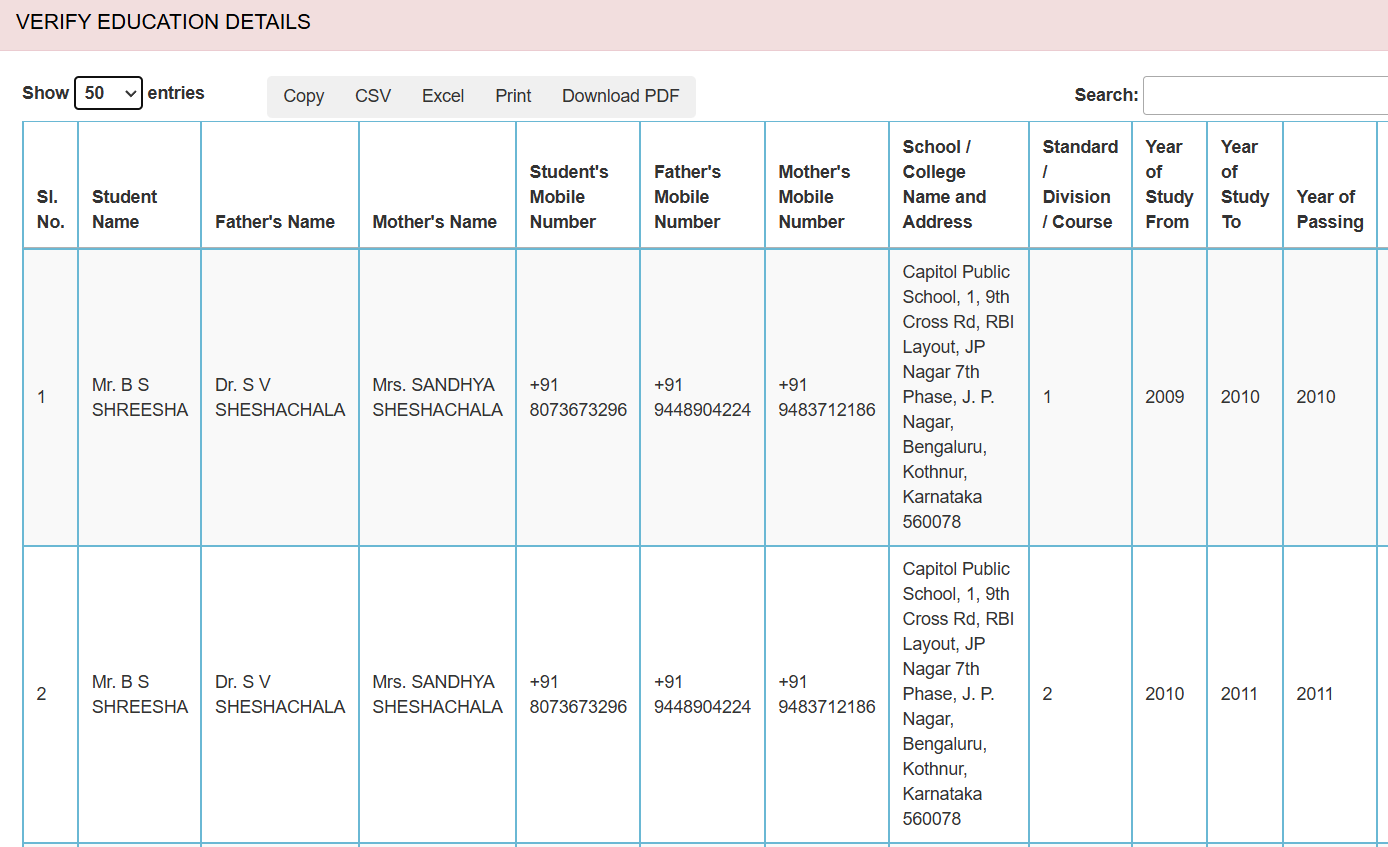 VERIFY EDUCATION DETAILS
Show 50 entries
Copy CSV Excel Print Download PDF
Search:
Sl.
No.
Student
Name
Father's Name
Mother's Name
Student's
Mobile
Number
Father's
Mobile
Number
Mother's
Mobile
Number
School /
College
Name and
Address
Standard
/
Division
/ Course
Year
of
Study
From
Year
of
Study
To
Year of
Passing
1
Mr. B S
SHREESHA
Dr. S V
SHESHACHALA
Mrs. SANDHYA
SHESHACHALA
+91
8073673296
+91
9448904224
+91
9483712186
Capitol Public
School, 1, 9th
Cross Rd, RBI
Layout, JP
Nagar 7th
Phase, J. P.
Nagar,
Bengaluru,
Kothnur,
Karnataka
560078
1
2009
2010
2010
2
Mr. B S
SHREESHA
Dr. S V
SHESHACHALA
Mrs. SANDHYA
SHESHACHALA
+91
8073673296
+91
9448904224
+91
9483712186
Capitol Public
School, 1, 9th
Cross Rd, RBI
Layout, JP
Nagar 7th
Phase, J. P.
Nagar,
Bengaluru,
Kothnur,
Karnataka
560078
2
2010
2011
2011